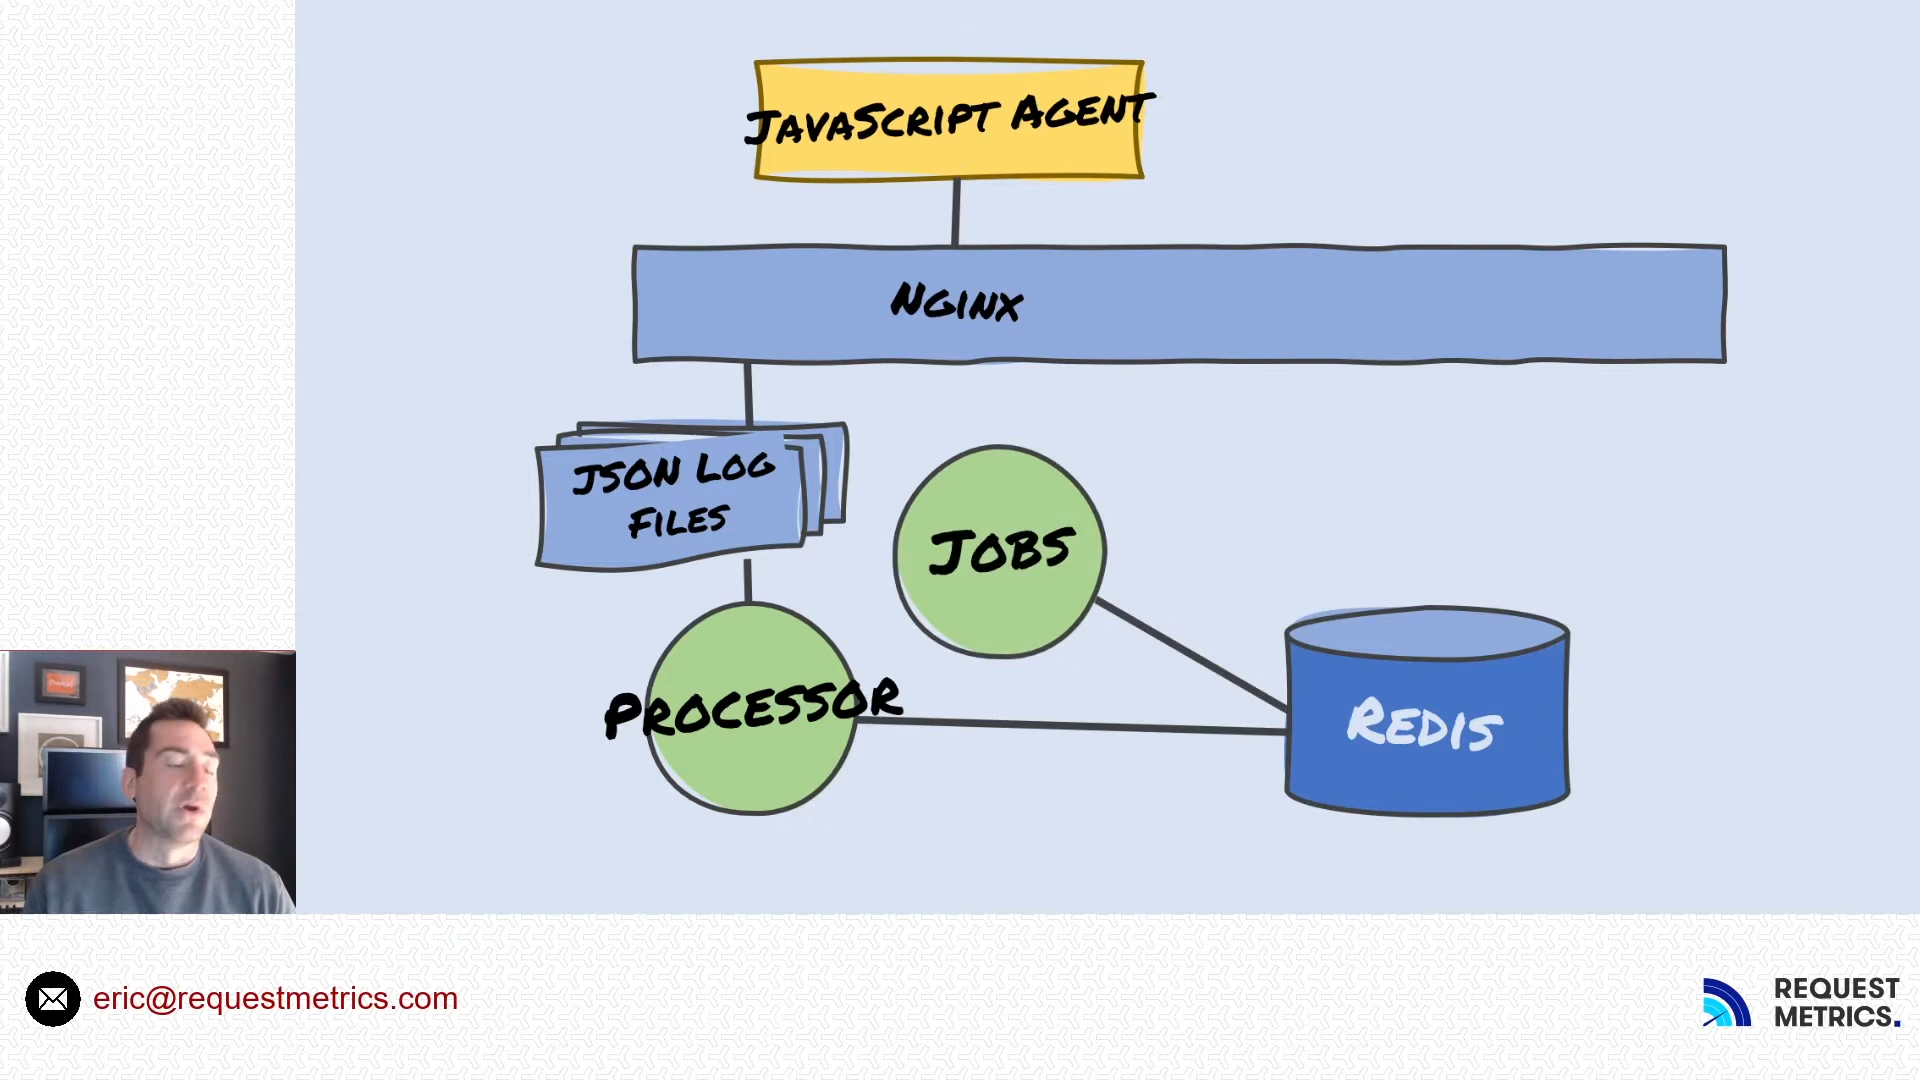 JavaScript Agent
Nginx
JSON Log
Files
Jobs
Processor
Redis
eric@requestmetrics.com
REQUEST
METRICS.